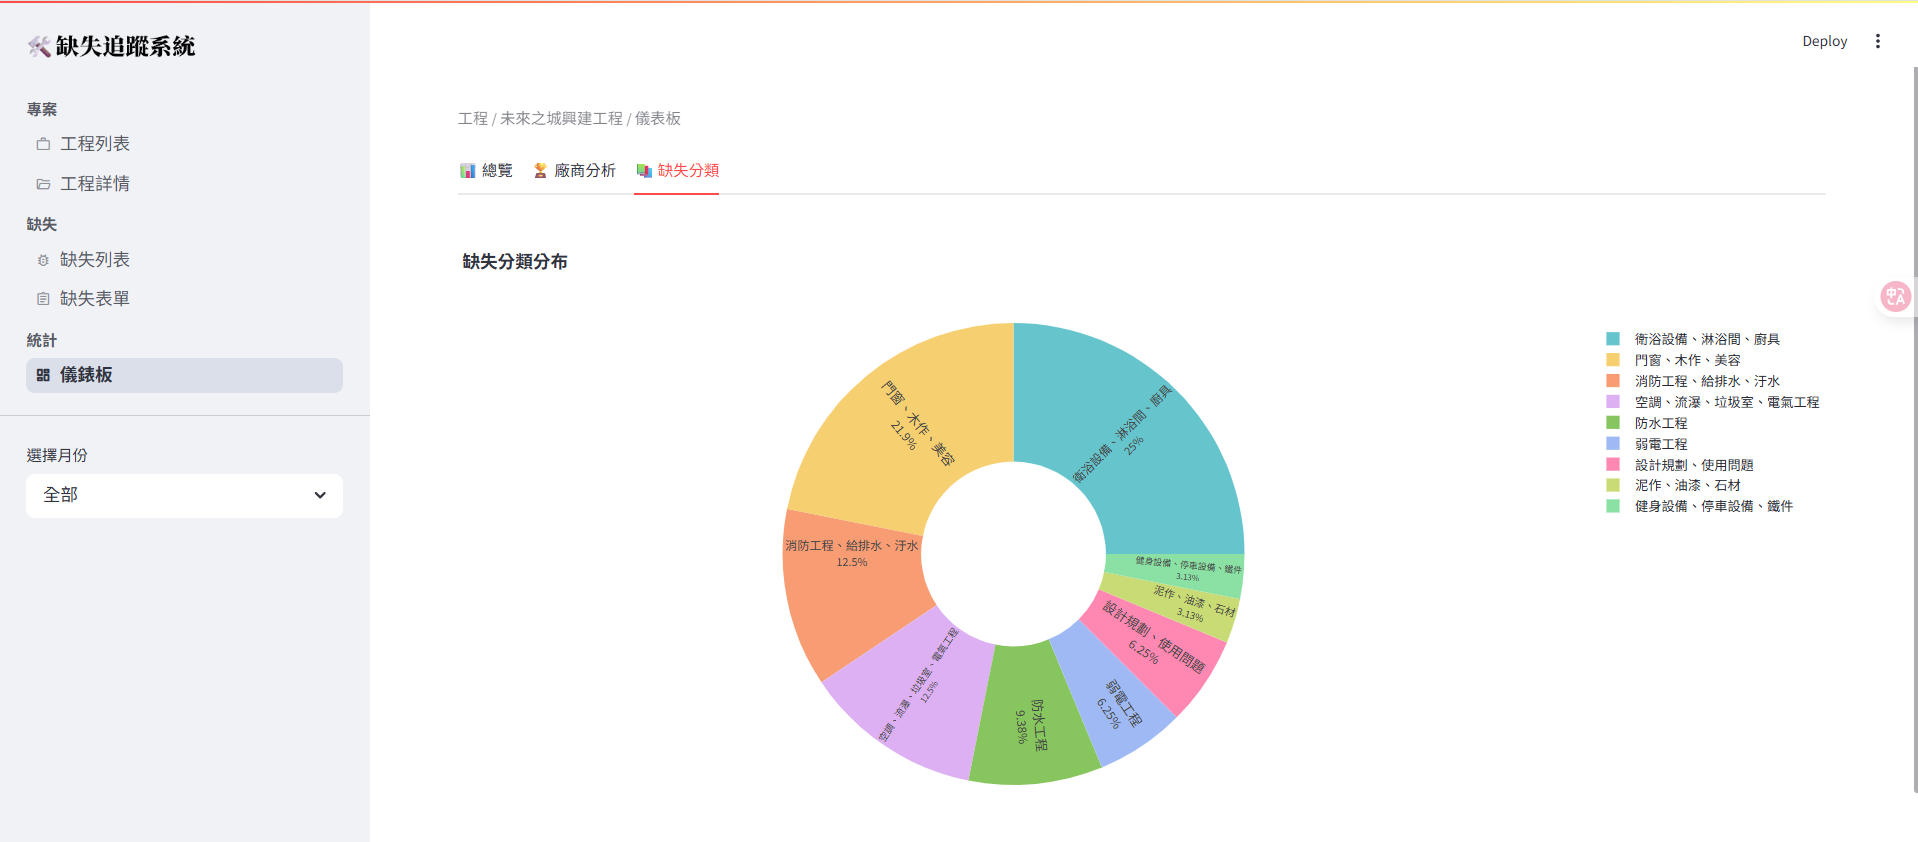 缺失追蹤系統
Deploy
專案
工程列表
工程詳情
缺失
缺失列表
缺失表單
統計
儀錶板
選擇月份
全部
工程 / 未來之城興建工程 / 儀表板
總覽
廠商分析
缺失分類
缺失分類分布
衛浴設備、淋浴間、廚具
25%
門窗、木作、美容
21.9%
消防工程、給排水、汙水
12.5%
空調、流瀑、垃圾室、電氣工程
12.5%
防水工程
9.38%
弱電工程
6.25%
設計規劃、使用問題
6.25%
泥作、油漆、石材
3.13%
健身設備、停車設備、鐵件
3.13%
衛浴設備、淋浴間、廚具
門窗、木作、美容
消防工程、給排水、汙水
空調、流瀑、垃圾室、電氣工程
防水工程
弱電工程
設計規劃、使用問題
泥作、油漆、石材
健身設備、停車設備、鐵件